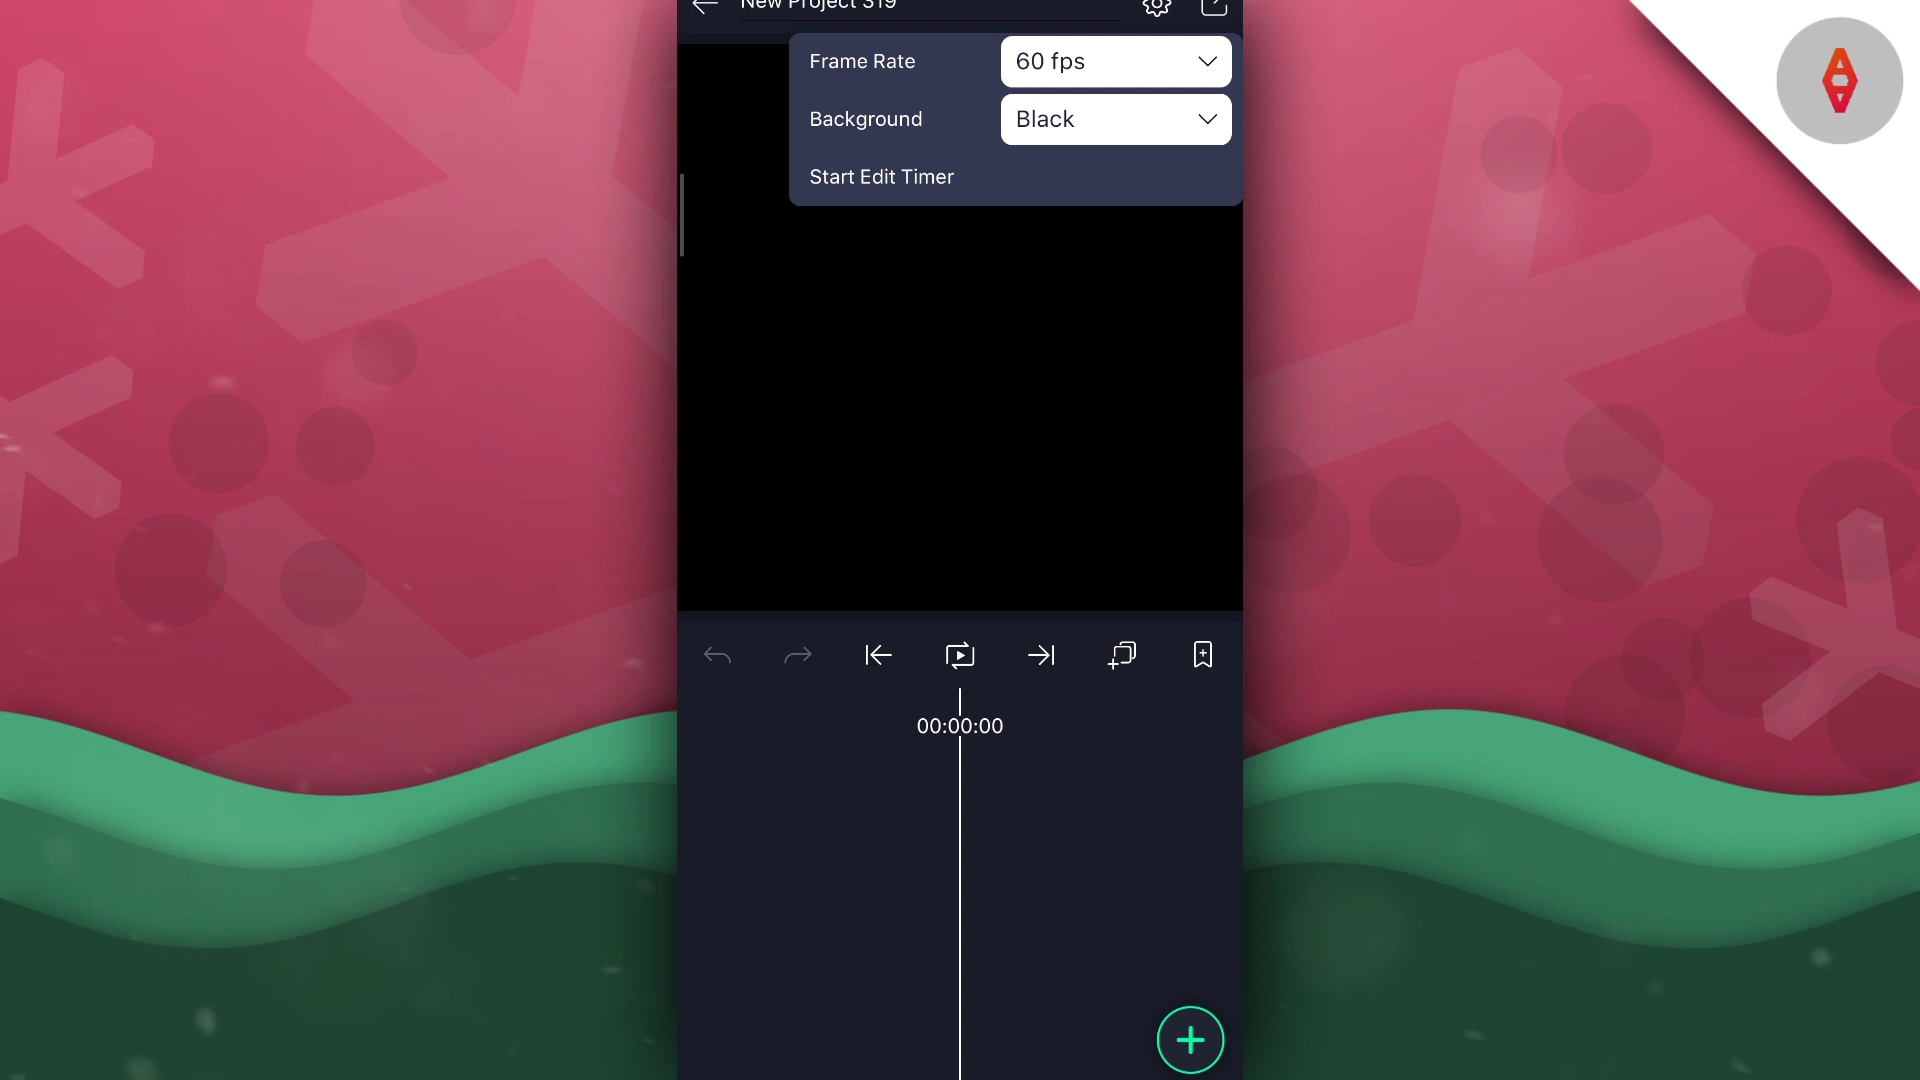 New Project 319
Frame Rate
60 fps
Background
Black
Start Edit Timer
00:00:00